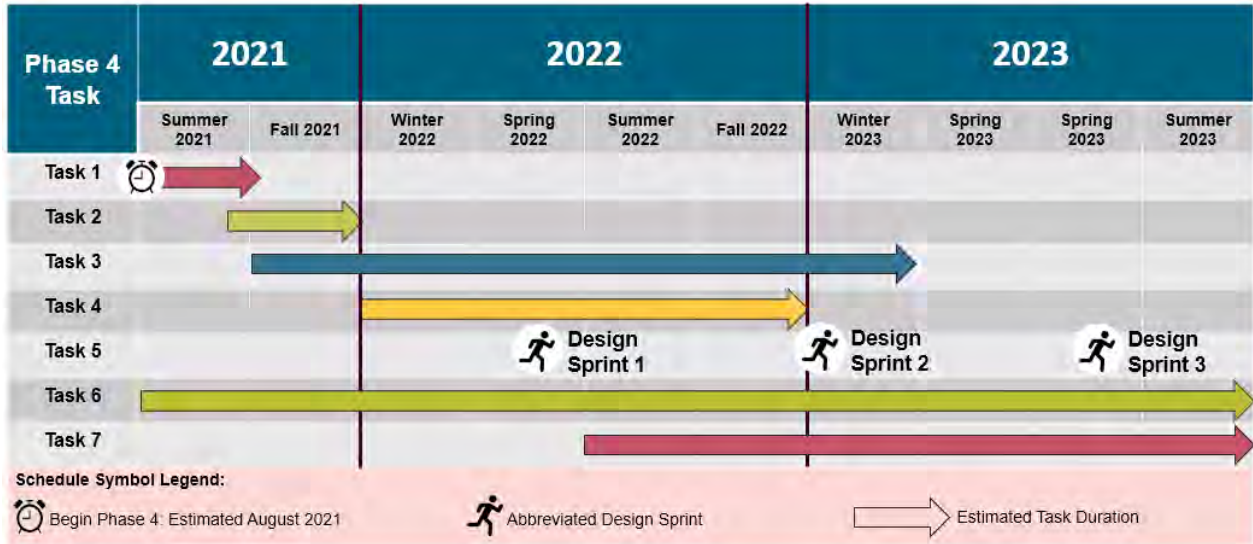 Phase 4
Task
2021
2022
2023
Summer
2021
Fall 2021
Winter
2022
Spring
2022
Summer
2022
Fall 2022
Winter
2023
Spring
2023
Spring
2023
Summer
2023
Task 1
Task 2
Task 3
Task 4
Task 5
Design
Sprint 1
Design
Sprint 2
Design
Sprint 3
Task 6
Task 7
Schedule Symbol Legend:
Begin Phase 4: Estimated August 2021
Abbreviated Design Sprint
Estimated Task Duration